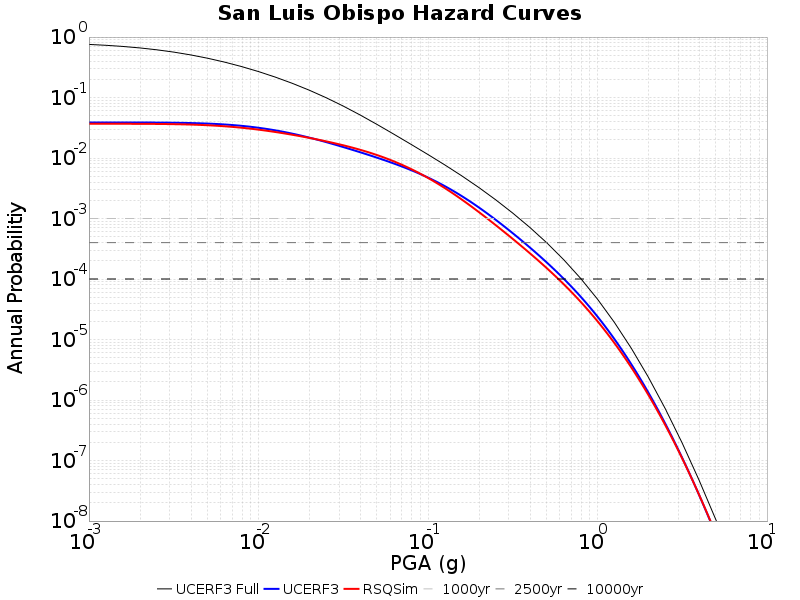 San Luis Obispo Hazard Curves
Annual Probabilitiy
10^0
10^-1
10^-2
10^-3
10^-4
10^-5
10^-6
10^-7
10^-8
10^-3 10^-2 10^-1 10^0 10^1
PGA (g)
UCERF3 Full UCERF3 RSQSim 1000yr 2500yr 10000yr